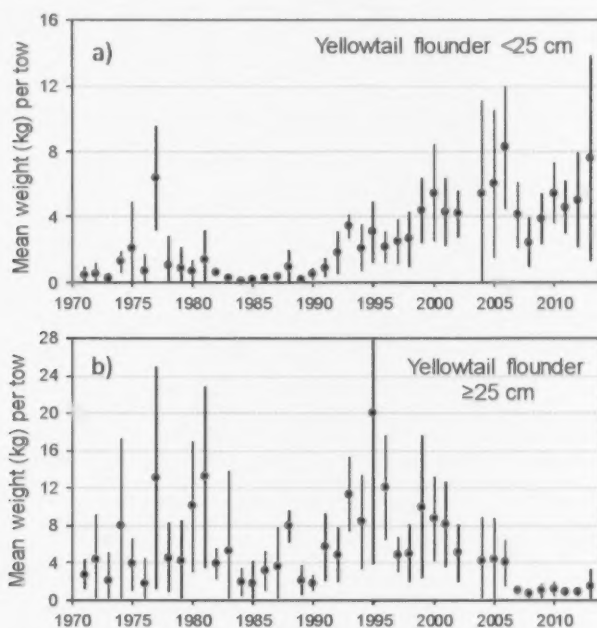 a)
Yellowtail flounder <25 cm
Mean weight (kg) per tow
16
12
8
4
0
1970 1975 1980 1985 1990 1995 2000 2005 2010
b)
Yellowtail flounder
≥25 cm
Mean weight (kg) per tow
28
24
20
16
12
8
4
0
1970 1975 1980 1985 1990 1995 2000 2005 2010